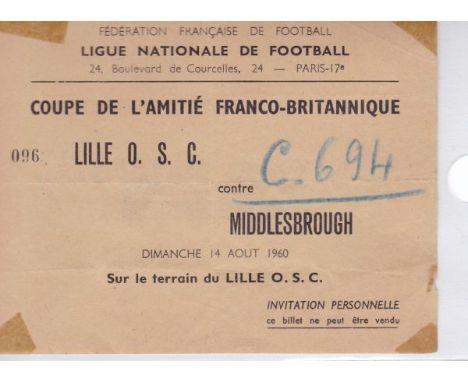 FÉDÉRATION FRANÇAISE DE FOOTBALL
LIGUE NATIONALE DE FOOTBALL
24, Boulevard de Courcelles, 24 — PARIS-17e
COUPE DE L'AMITIÉ FRANCO-BRITANNIQUE
096 LILLE O. S. C. C. 694
contre
MIDDLESBROUGH
DIMANCHE 14 AOUT 1960
Sur le terrain du LILLE O. S. C.
INVITATION PERSONNELLE
ce billet ne peut être vendu